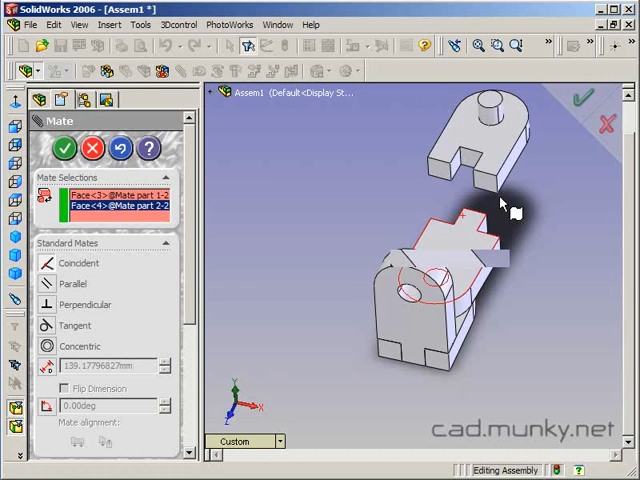 SolidWorks 2006 - [Assem1 *]
File Edit View Insert Tools 3Dcontrol PhotoWorks Window Help
Assem1 (Default<Display St...
Mate
Mate Selections
Face<3>@Mate part 1-2
Face<4>@Mate part 2-2
Standard Mates
Coincident
Parallel
Perpendicular
Tangent
Concentric
139.17796827mm
Flip Dimension
0.00deg
Mate alignment:
Y
X
Z
Custom
cad.munky.net
Editing Assembly